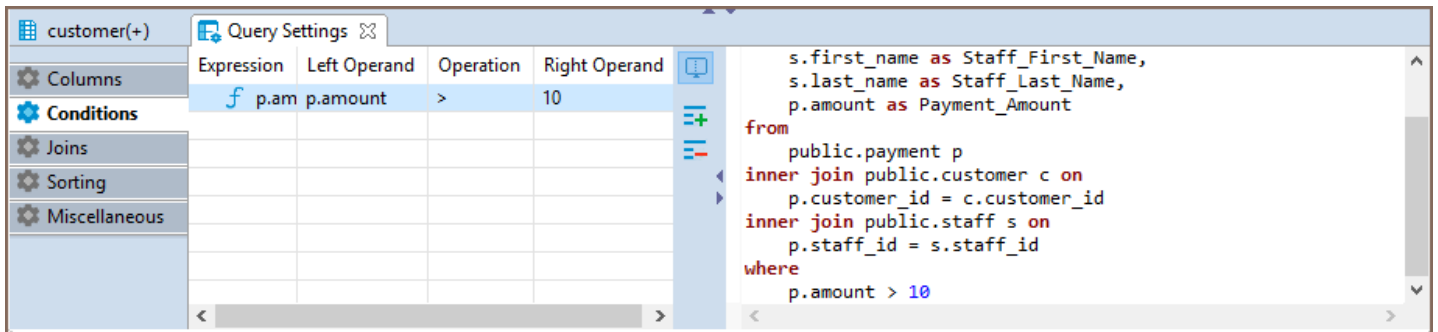 customer(+)
Query Settings
Columns
Conditions
Joins
Sorting
Miscellaneous
Expression Left Operand Operation Right Operand
p.am p.amount > 10
s.first_name as Staff_First_Name,
s.last_name as Staff_Last_Name,
p.amount as Payment_Amount
from
public.payment p
inner join public.customer c on
p.customer_id = c.customer_id
inner join public.staff s on
p.staff_id = s.staff_id
where
p.amount > 10